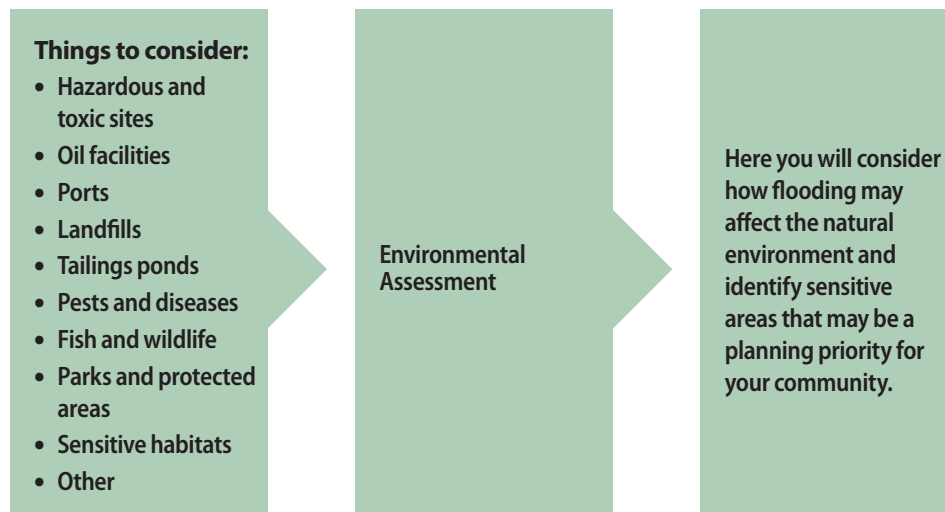 Things to consider:
• Hazardous and
toxic sites
• Oil facilities
• Ports
• Landfills
• Tailings ponds
• Pests and diseases
• Fish and wildlife
• Parks and protected
areas
• Sensitive habitats
• Other
Environmental
Assessment
Here you will consider
how flooding may
affect the natural
environment and
identify sensitive
areas that may be a
planning priority for
your community.